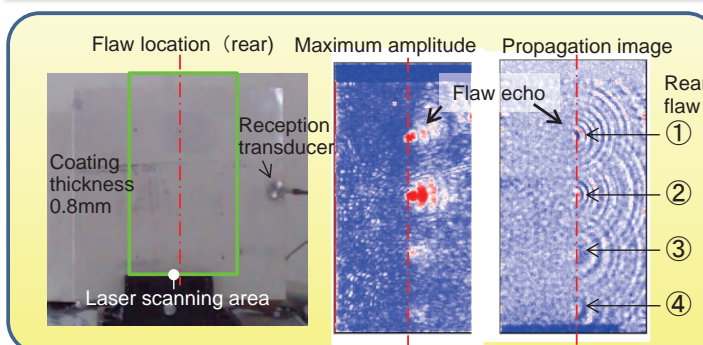 Flaw location（rear）
Maximum amplitude
Propagation image
Coating
thickness
0.8mm
Reception
transducer
Laser scanning area
Flaw echo
Rear
flaw
①
②
③
④